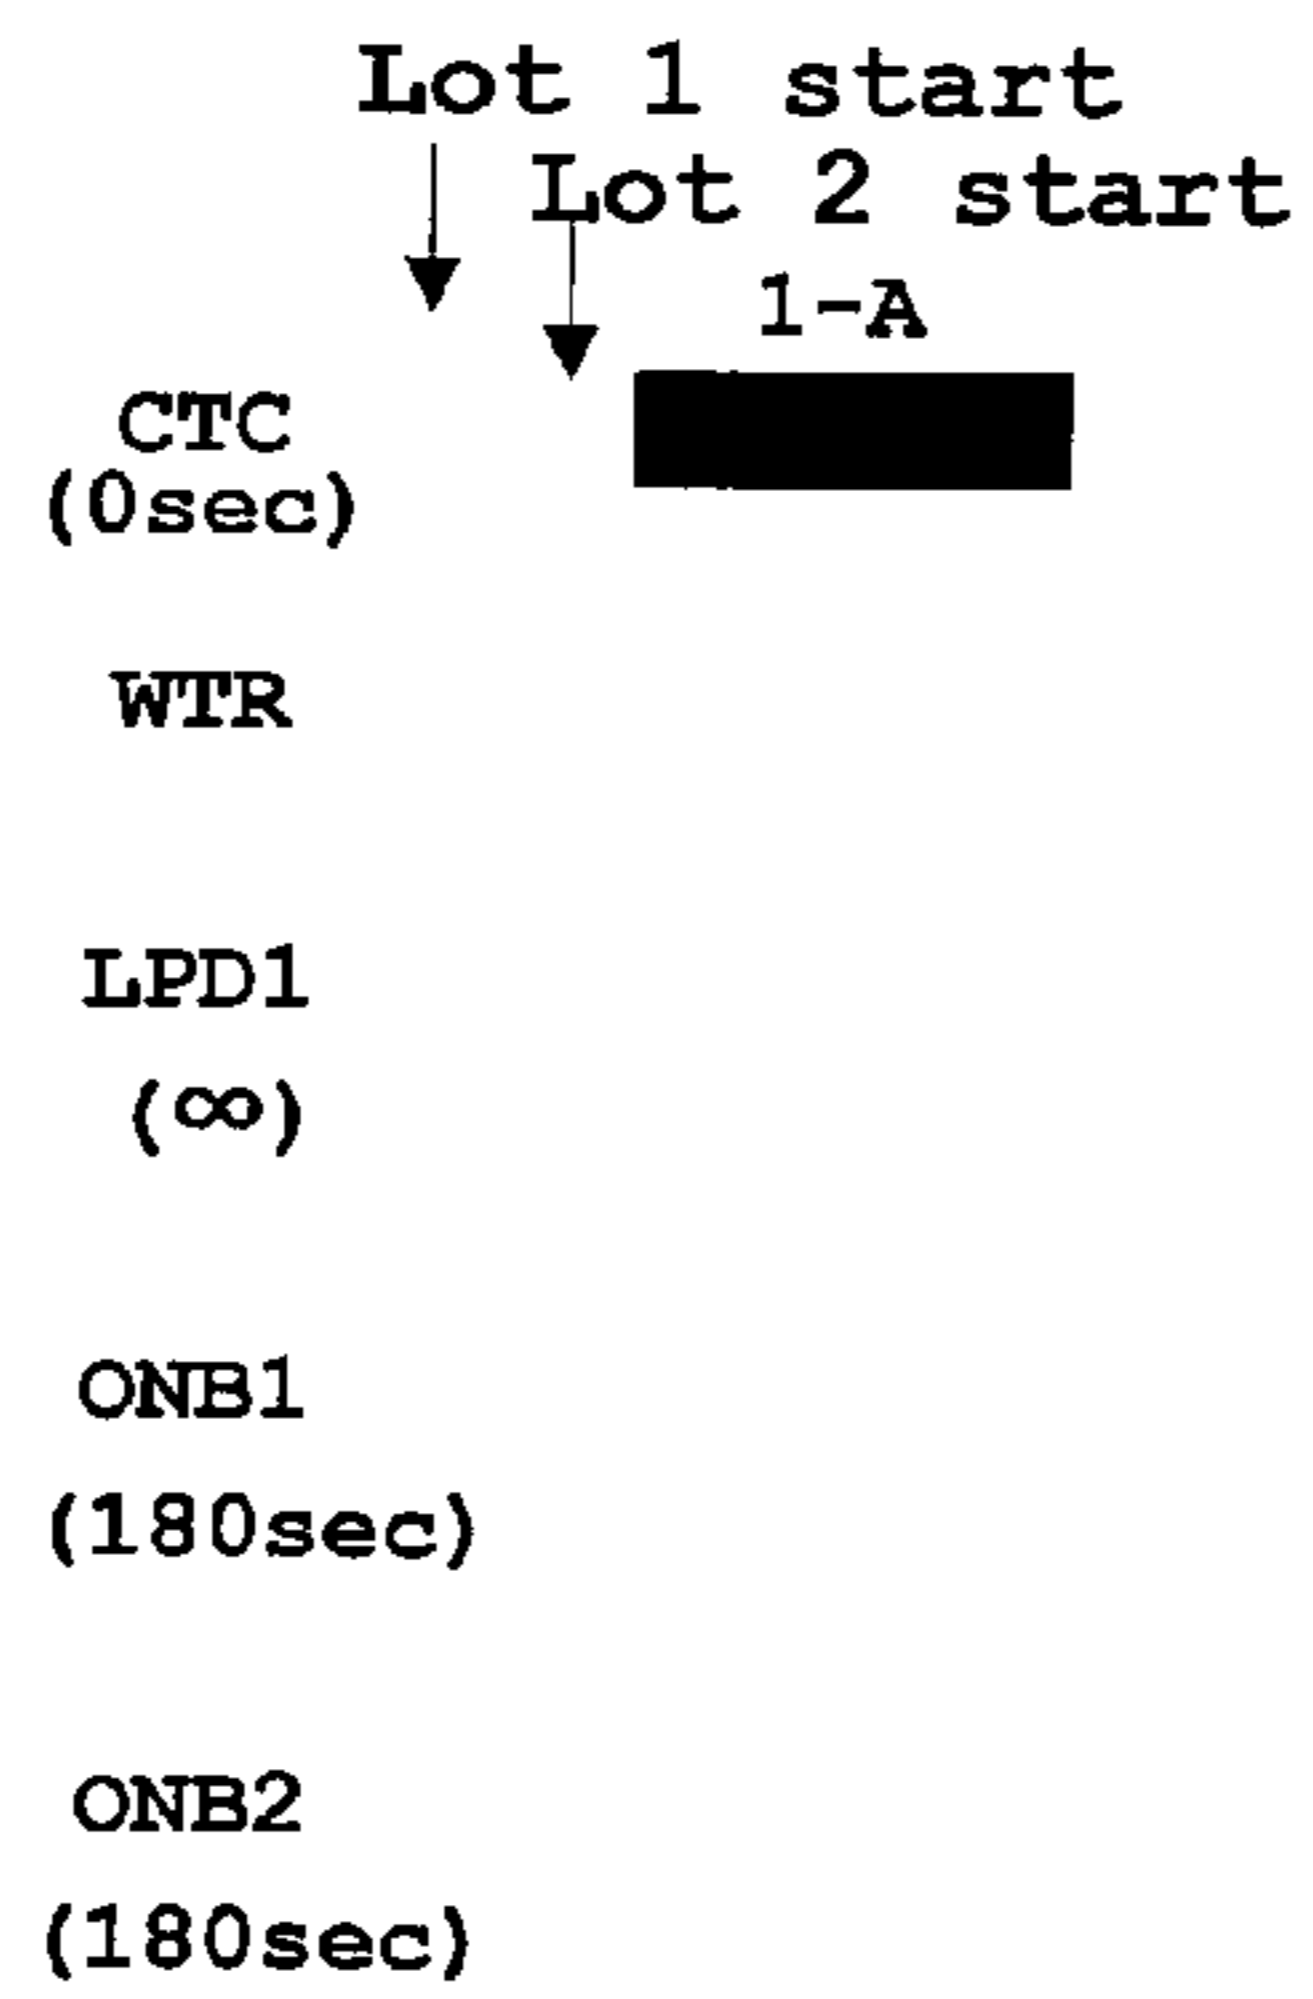 Lot 1 start
Lot 2 start
1-A
CTC
(0sec)
WTR
LPD1
(∞)
ONB1
(180sec)
ONB2
(180sec)